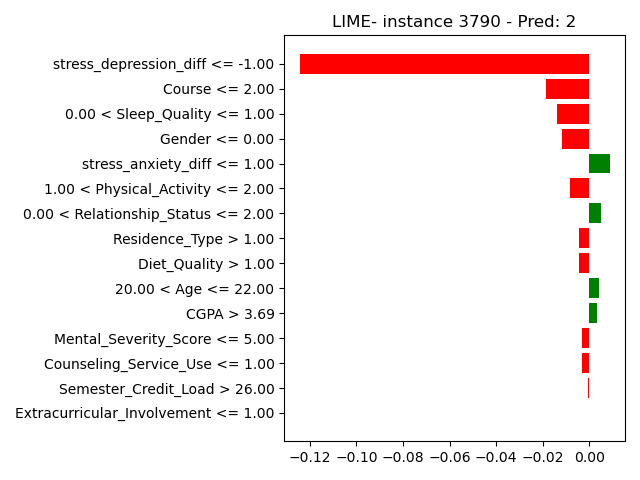 LIME- instance 3790 - Pred: 2
stress_depression_diff <= -1.00
Course <= 2.00
0.00 < Sleep_Quality <= 1.00
Gender <= 0.00
stress_anxiety_diff <= 1.00
1.00 < Physical_Activity <= 2.00
0.00 < Relationship_Status <= 2.00
Residence_Type > 1.00
Diet_Quality > 1.00
20.00 < Age <= 22.00
CGPA > 3.69
Mental_Severity_Score <= 5.00
Counseling_Service_Use <= 1.00
Semester_Credit_Load > 26.00
Extracurricular_Involvement <= 1.00
−0.12 −0.10 −0.08 −0.06 −0.04 −0.02 0.00